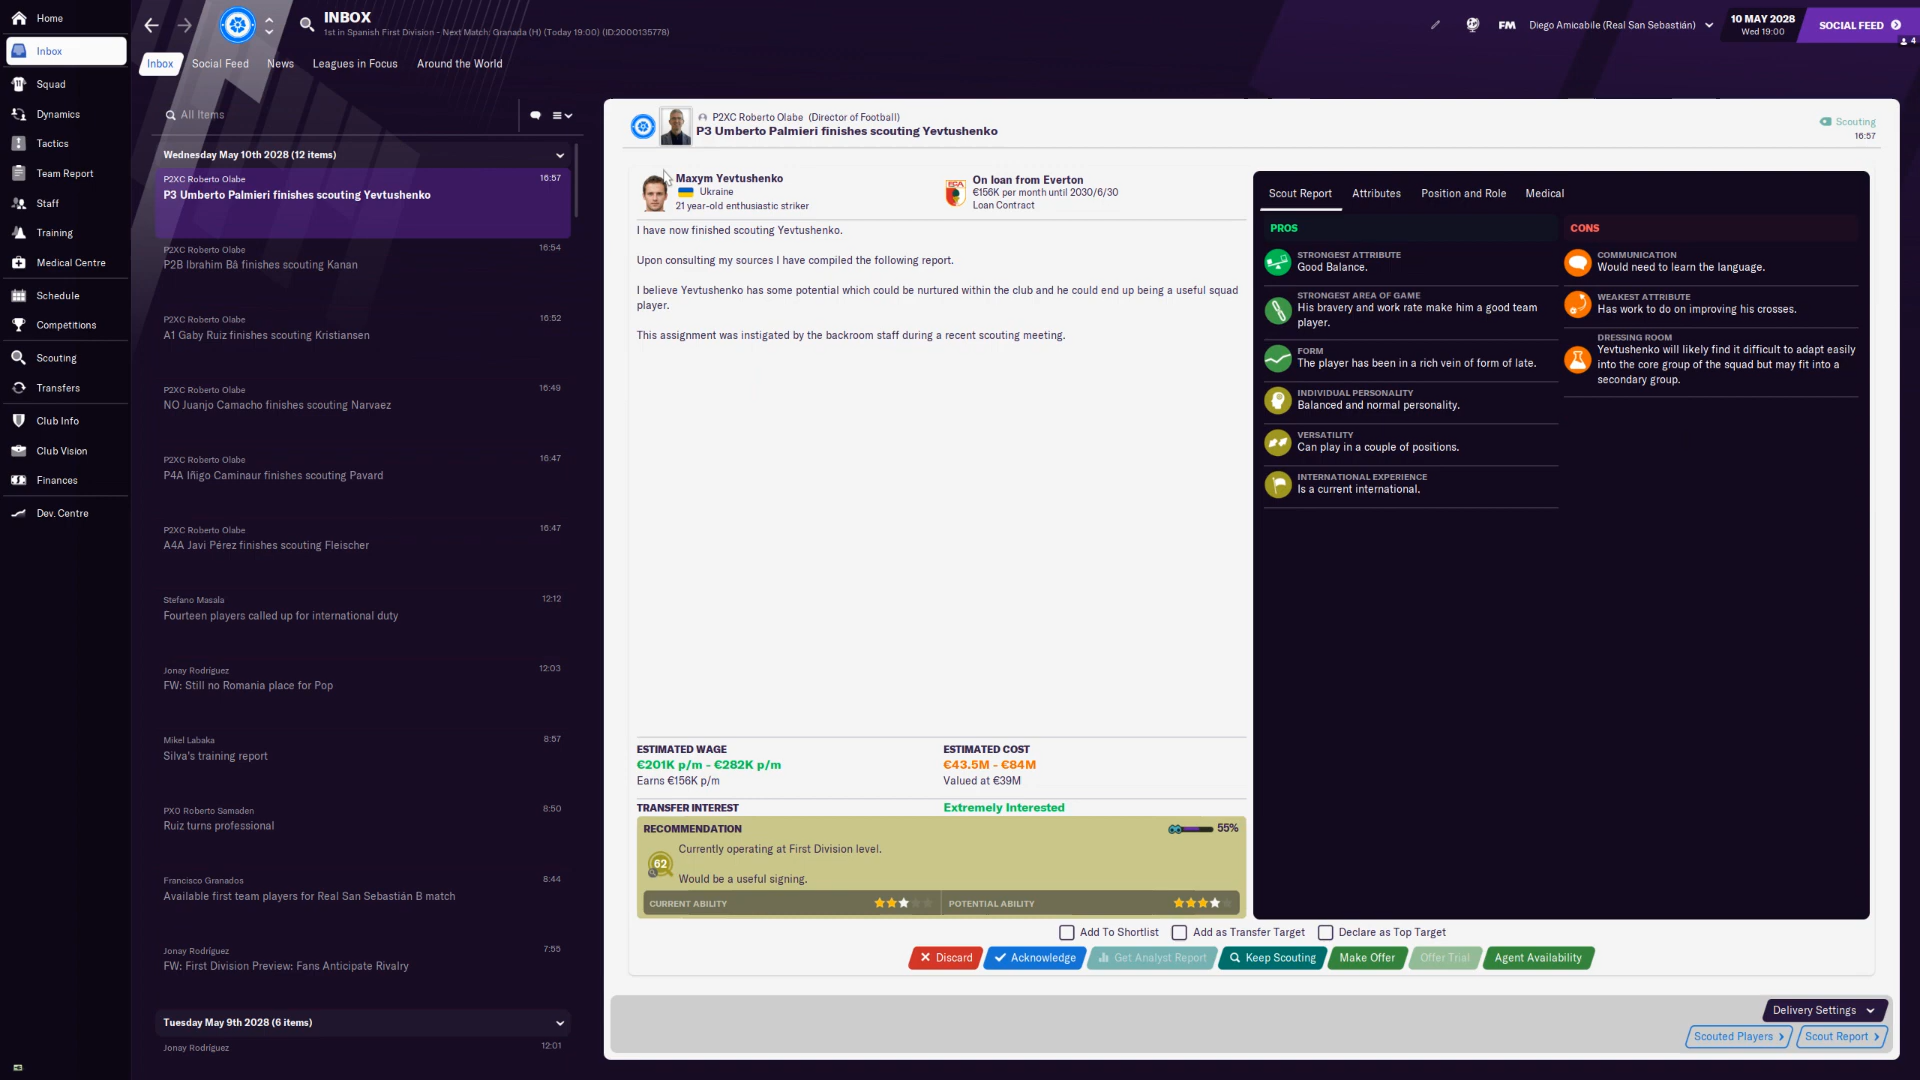 Home
Inbox
Squad
Dynamics
Tactics
Team Report
Staff
Training
Medical Centre
Schedule
Competitions
Scouting
Transfers
Club Info
Club Vision
Finances
Dev. Centre
INBOX
1st in Spanish First Division - Next Match: Granada (H) (Today 19:00) (ID:2000135778)
FM
Diego Amicabile (Real San Sebastián)
10 MAY 2028
Wed 19:00
SOCIAL FEED
4
Inbox
Social Feed
News
Leagues in Focus
Around the World
All Items
Wednesday May 10th 2028 (12 items)
P2XC Roberto Olabe 16:57
P3 Umberto Palmieri finishes scouting Yevtushenko
P2XC Roberto Olabe 16:54
P2B Ibrahim Bâ finishes scouting Kanan
P2XC Roberto Olabe 16:52
A1 Gaby Ruiz finishes scouting Kristiansen
P2XC Roberto Olabe 16:49
NO Juanjo Camacho finishes scouting Narvaez
P2XC Roberto Olabe 16:47
P4A Iñigo Caminaur finishes scouting Pavard
P2XC Roberto Olabe 16:47
A4A Javi Pérez finishes scouting Fleischer
Stefano Masala 12:12
Fourteen players called up for international duty
Jonay Rodríguez 12:03
FW: Still no Romania place for Pop
Mikel Labaka 8:57
Silva's training report
PX0 Roberto Samaden 8:50
Ruiz turns professional
Francisco Granados 8:44
Available first team players for Real San Sebastián B match
Jonay Rodríguez 7:55
FW: First Division Preview: Fans Anticipate Rivalry
Tuesday May 9th 2028 (6 items)
Jonay Rodríguez 12:01
P2XC Roberto Olabe (Director of Football)
P3 Umberto Palmieri finishes scouting Yevtushenko
Scouting
16:57
Maxym Yevtushenko
Ukraine
21 year-old enthusiastic striker
On loan from Everton
€156K per month until 2030/6/30
Loan Contract
I have now finished scouting Yevtushenko.
Upon consulting my sources I have compiled the following report.
I believe Yevtushenko has some potential which could be nurtured within the club and he could end up being a useful squad
player.
This assignment was instigated by the backroom staff during a recent scouting meeting.
ESTIMATED WAGE
€201K p/m - €282K p/m
Earns €156K p/m
ESTIMATED COST
€43.5M - €84M
Valued at €39M
TRANSFER INTEREST
Extremely Interested
RECOMMENDATION
55%
Currently operating at First Division level.
62
Would be a useful signing.
CURRENT ABILITY
POTENTIAL ABILITY
Scout Report
Attributes
Position and Role
Medical
PROS
STRONGEST ATTRIBUTE
Good Balance.
STRONGEST AREA OF GAME
His bravery and work rate make him a good team
player.
FORM
The player has been in a rich vein of form of late.
INDIVIDUAL PERSONALITY
Balanced and normal personality.
VERSATILITY
Can play in a couple of positions.
INTERNATIONAL EXPERIENCE
Is a current international.
CONS
COMMUNICATION
Would need to learn the language.
WEAKEST ATTRIBUTE
Has work to do on improving his crosses.
DRESSING ROOM
Yevtushenko will likely find it difficult to adapt easily
into the core group of the squad but may fit into a
secondary group.
Add To Shortlist
Add as Transfer Target
Declare as Top Target
Discard
Acknowledge
Get Analyst Report
Keep Scouting
Make Offer
Offer Trial
Agent Availability
Delivery Settings
Scouted Players
Scout Report